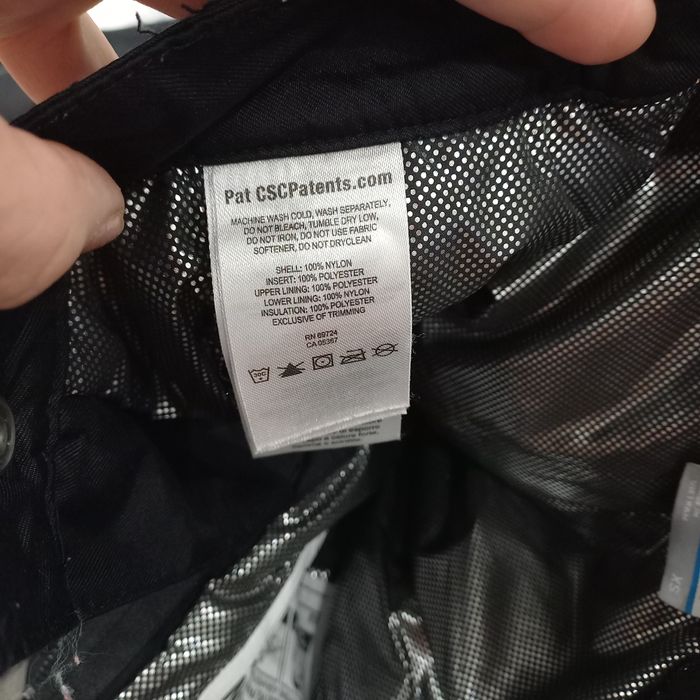 Pat CSCPatents.com
MACHINE WASH COLD, WASH SEPARATELY,
DO NOT BLEACH, TUMBLE DRY LOW,
DO NOT IRON, DO NOT USE FABRIC
SOFTENER, DO NOT DRYCLEAN
SHELL: 100% NYLON
INSERT: 100% POLYESTER
UPPER LINING: 100% POLYESTER
LOWER LINING: 100% NYLON
INSULATION: 100% POLYESTER
EXCLUSIVE OF TRIMMING
RN 69724
CA 05367
30C